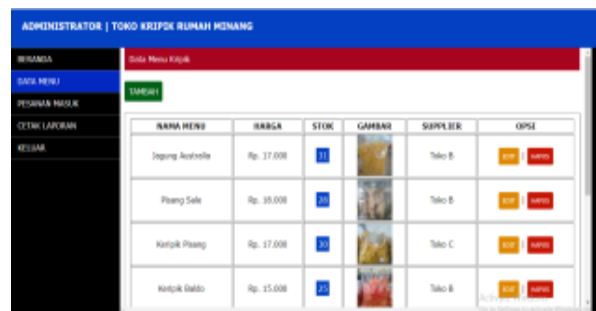 ADMINISTRATOR | TOKO KRIPIK RUMAH MINANG
BERANDA
DATA MENU
PESANAN MASUK
CETAK LAPORAN
KELUAR
Data Menu Kripik
TAMBAH
NAMA MENU HARGA STOK GAMBAR SUPPLIER OPSI
Jagung Australia Rp. 17.000 31 Toko B EDIT | HAPUS
Pisang Sale Rp. 18.000 28 Toko B EDIT | HAPUS
Keripik Pisang Rp. 17.000 30 Toko C EDIT | HAPUS
Keripik Balado Rp. 15.000 25 Toko B EDIT | HAPUS